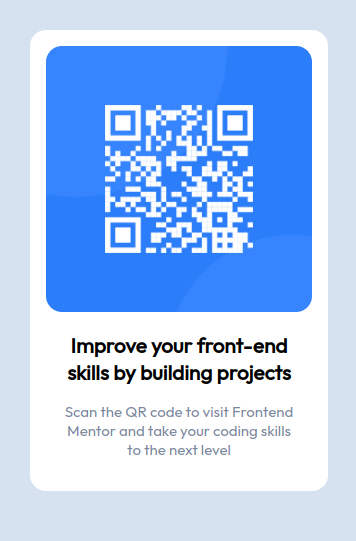 Improve your front-end
skills by building projects
Scan the QR code to visit Frontend
Mentor and take your coding skills
to the next level